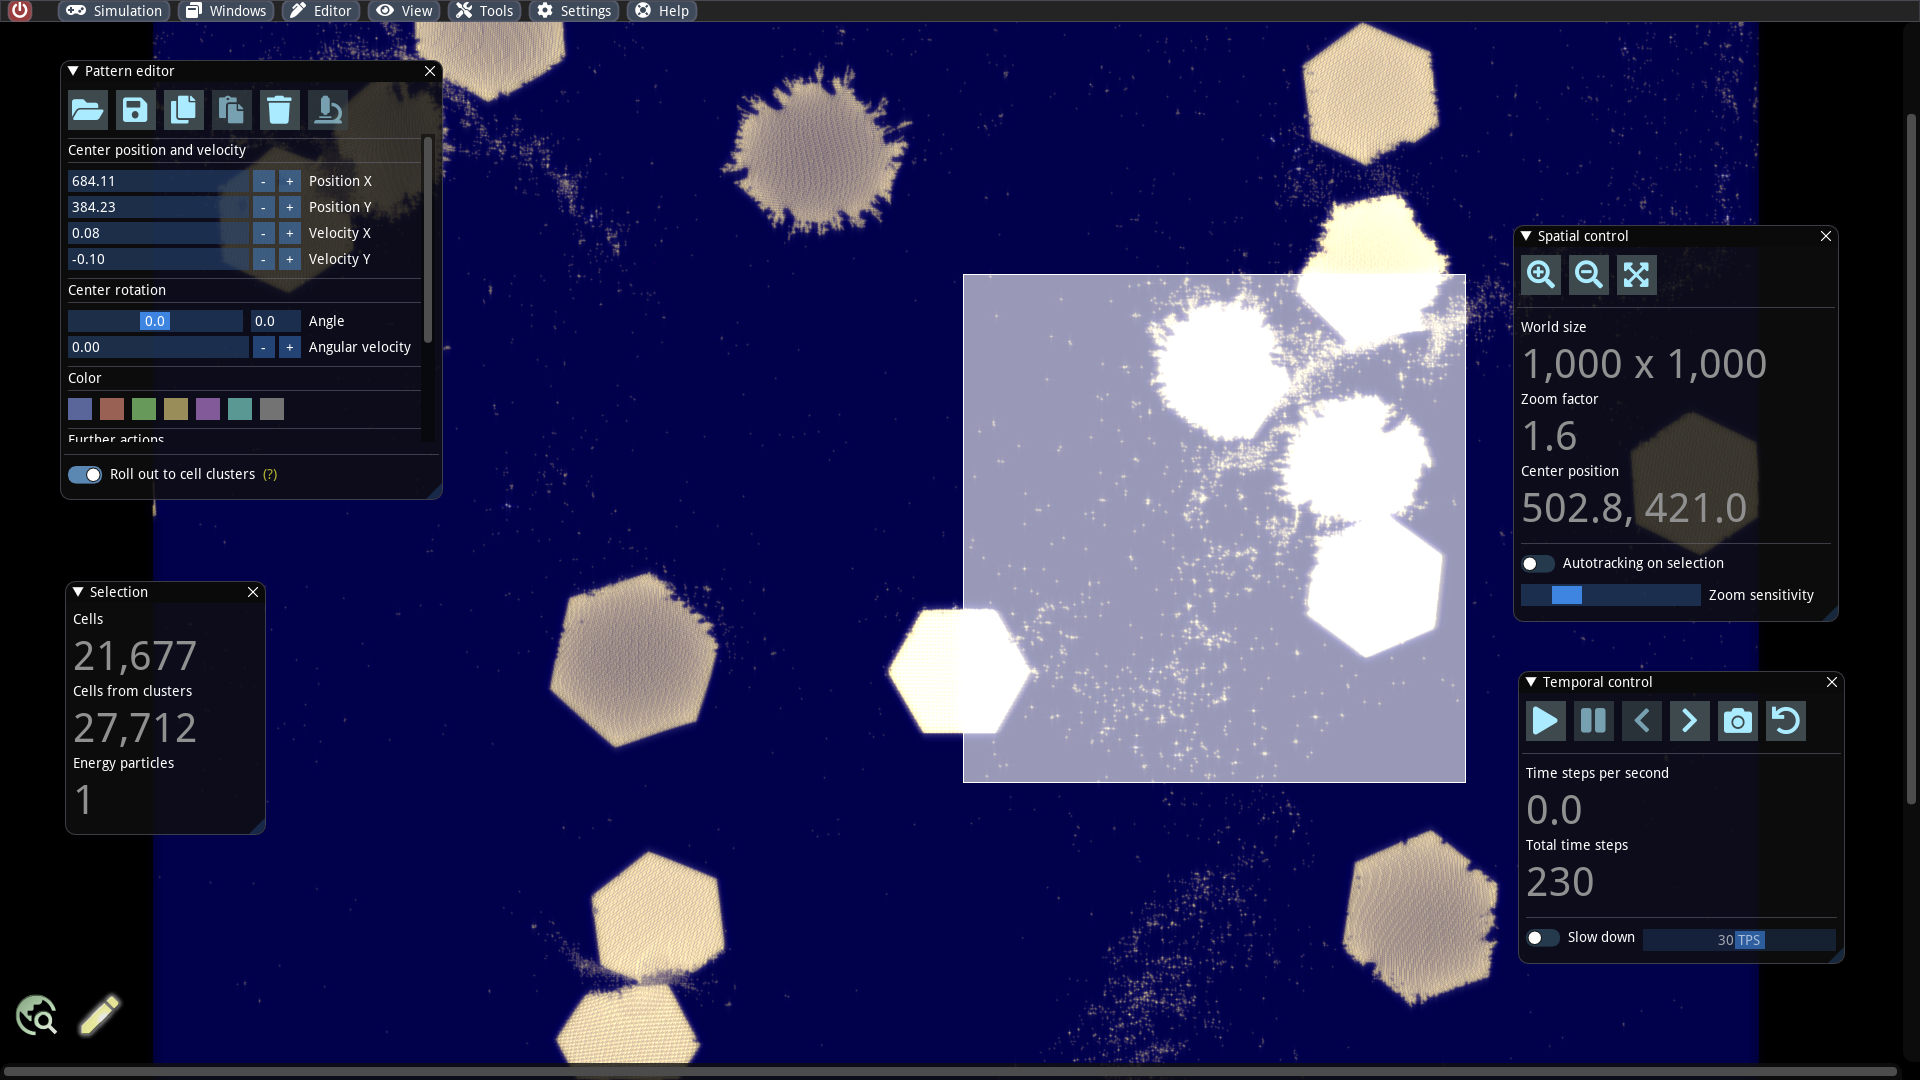 Simulation Windows Editor View Tools Settings Help
Pattern editor
Center position and velocity
684.11 - + Position X
384.23 - + Position Y
0.08 - + Velocity X
-0.10 - + Velocity Y
Center rotation
0.0 0.0 Angle
0.00 - + Angular velocity
Color
Further actions
Roll out to cell clusters (?)
Selection
Cells
21,677
Cells from clusters
27,712
Energy particles
1
Spatial control
World size
1,000 x 1,000
Zoom factor
1.6
Center position
502.8, 421.0
Autotracking on selection
Zoom sensitivity
Temporal control
Time steps per second
0.0
Total time steps
230
Slow down 30 TPS